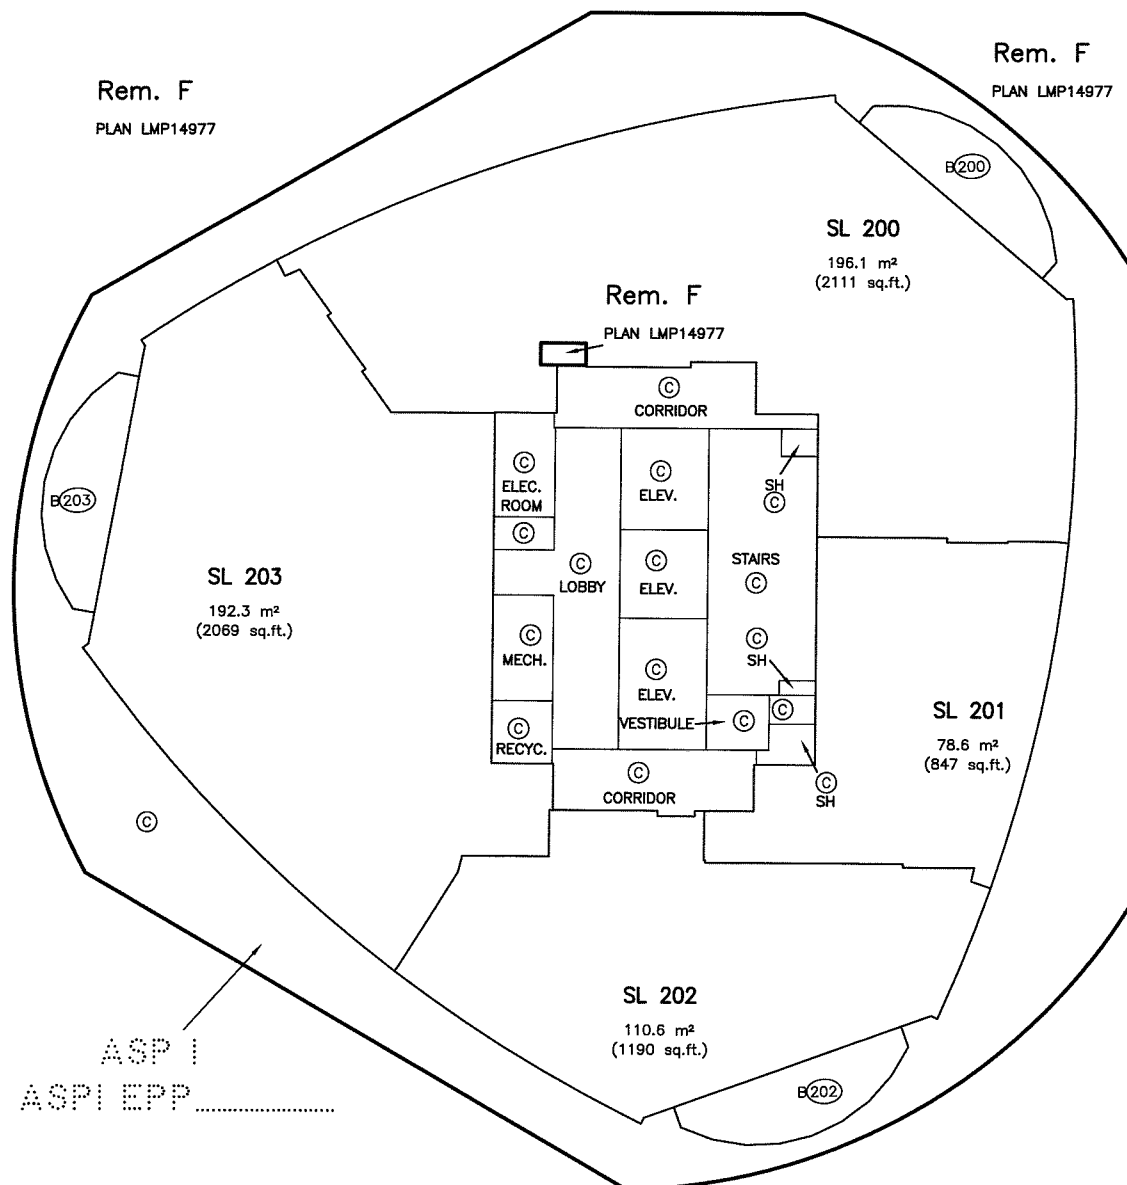 Rem. F
PLAN LMP14977
Rem. F
PLAN LMP14977
B200
SL 200
196.1 m²
(2111 sq.ft.)
Rem. F
PLAN LMP14977
C
CORRIDOR
C
ELEC.
ROOM
C
C
ELEV.
SH
C
B203
C
LOBBY
C
ELEV.
STAIRS
C
SL 203
192.3 m²
(2069 sq.ft.)
C
MECH.
C
ELEV.
C
SH
C
RECYC.
VESTIBULE
C
C
SL 201
78.6 m²
(847 sq.ft.)
C
CORRIDOR
C
SH
C
SL 202
110.6 m²
(1190 sq.ft.)
B202
ASP I
ASPI EPP